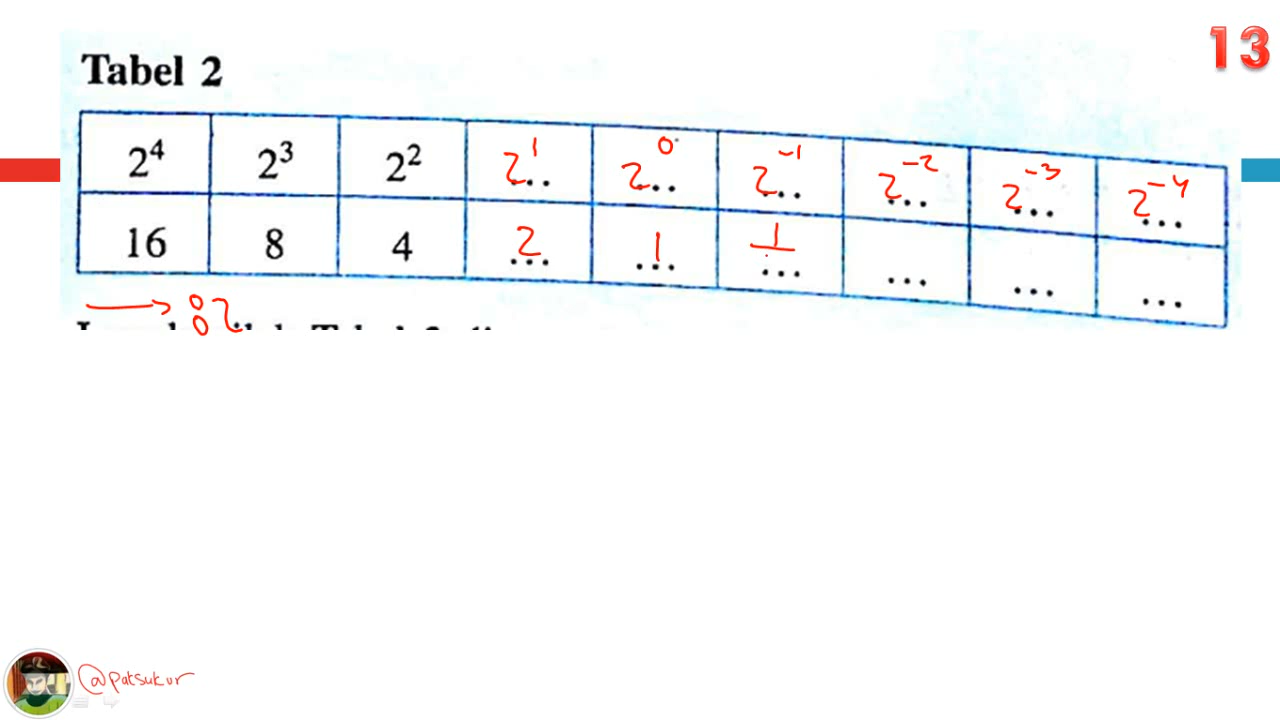 13
Tabel 2
2⁴ 2³ 2² 2¹... 2⁰... 2⁻¹... 2⁻²... 2⁻³... 2⁻⁴...
16 8 4 2... 1... 1... ... ... ...
→ : 2
@patsukur